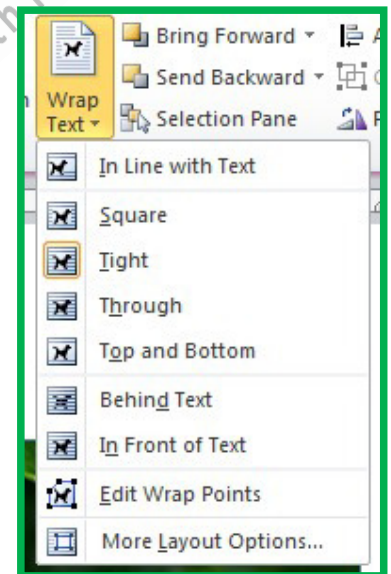 Bring Forward
Send Backward
Wrap Text
Selection Pane
In Line with Text
Square
Tight
Through
Top and Bottom
Behind Text
In Front of Text
Edit Wrap Points
More Layout Options...